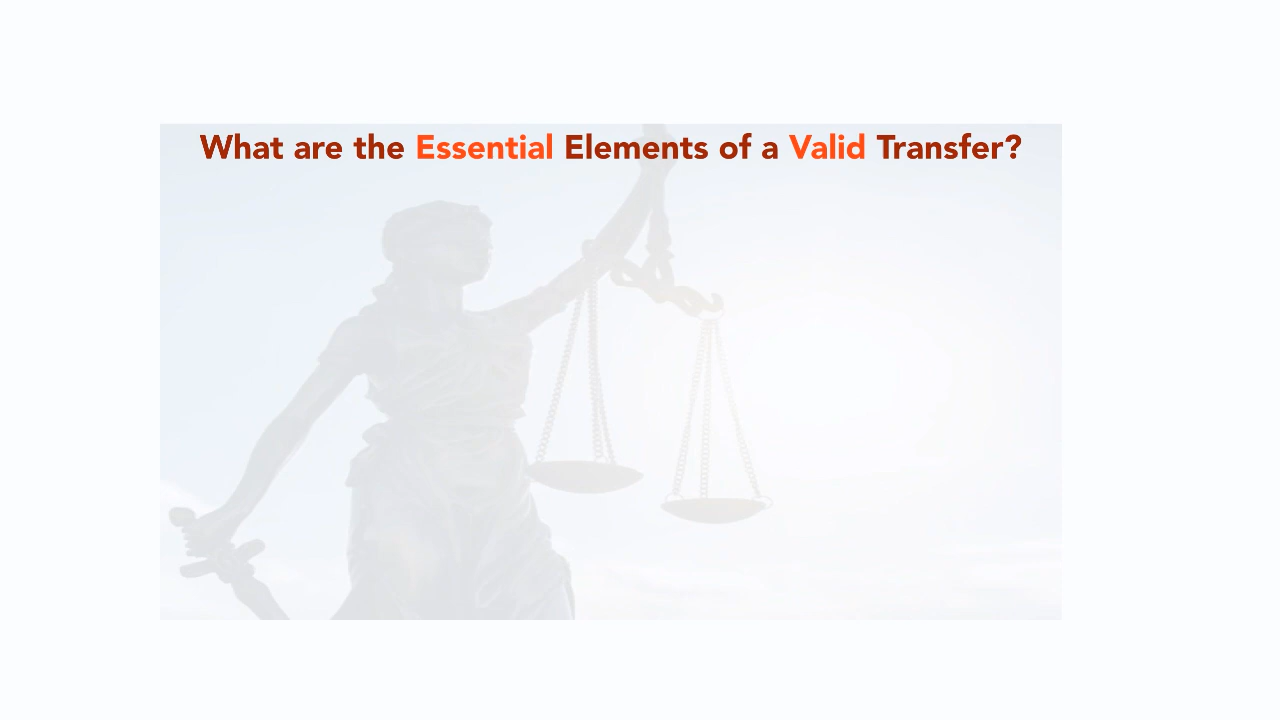 What are the Essential Elements of a Valid Transfer?